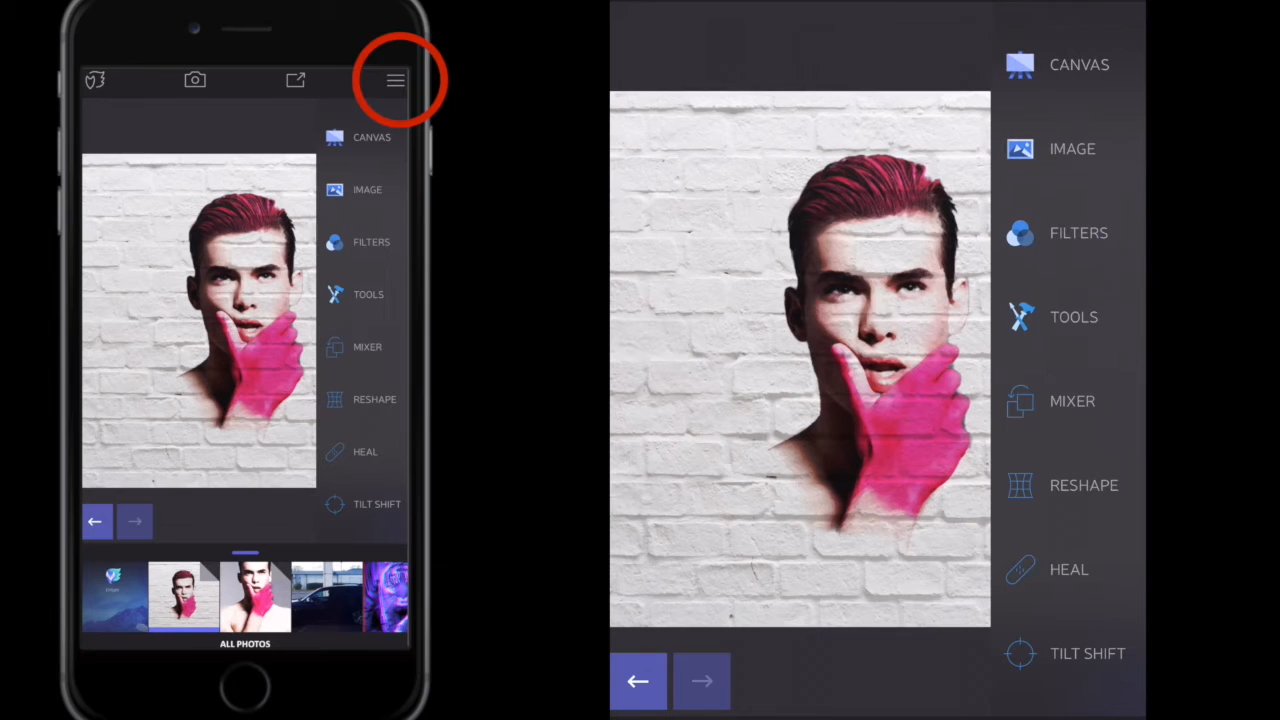 CANVAS
IMAGE
FILTERS
TOOLS
MIXER
RESHAPE
HEAL
TILT SHIFT
ALL PHOTOS
CANVAS
IMAGE
FILTERS
TOOLS
MIXER
RESHAPE
HEAL
TILT SHIFT